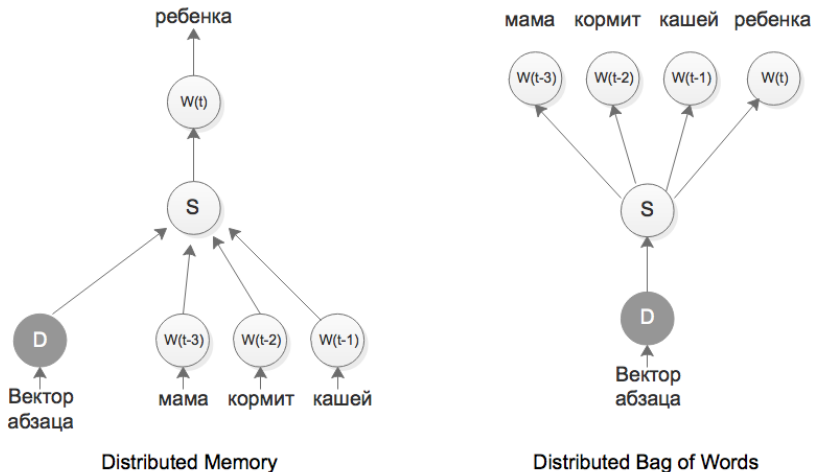 ребенка
W(t)
S
D
W(t-3)
W(t-2)
W(t-1)
Вектор
абзаца
мама
кормит
кашей
Distributed Memory
мама
кормит
кашей
ребенка
W(t-3)
W(t-2)
W(t-1)
W(t)
S
D
Вектор
абзаца
Distributed Bag of Words